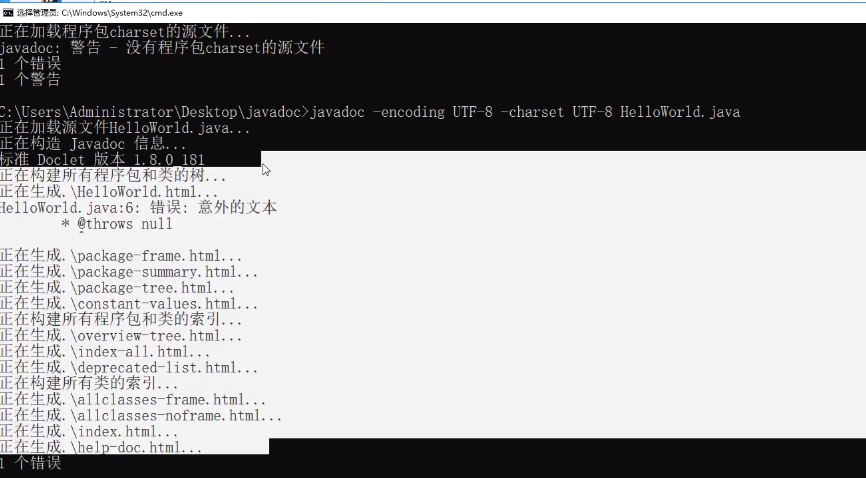 选择管理员: C:\Windows\System32\cmd.exe
正在加载程序包charset的源文件...
javadoc: 警告 - 没有程序包charset的源文件
1 个错误
1 个警告
C:\Users\Administrator\Desktop\javadoc>javadoc -encoding UTF-8 -charset UTF-8 HelloWorld.java
正在加载源文件HelloWorld.java...
正在构造 Javadoc 信息...
标准 Doclet 版本 1.8.0_181
正在构建所有程序包和类的树...
正在生成.\HelloWorld.html...
HelloWorld.java:6: 错误: 意外的文本
* @throws null
^
正在生成.\package-frame.html...
正在生成.\package-summary.html...
正在生成.\package-tree.html...
正在生成.\constant-values.html...
正在构建所有程序包和类的索引...
正在生成.\overview-tree.html...
正在生成.\index-all.html...
正在生成.\deprecated-list.html...
正在构建所有类的索引...
正在生成.\allclasses-frame.html...
正在生成.\allclasses-noframe.html...
正在生成.\index.html...
正在生成.\help-doc.html...
1 个错误